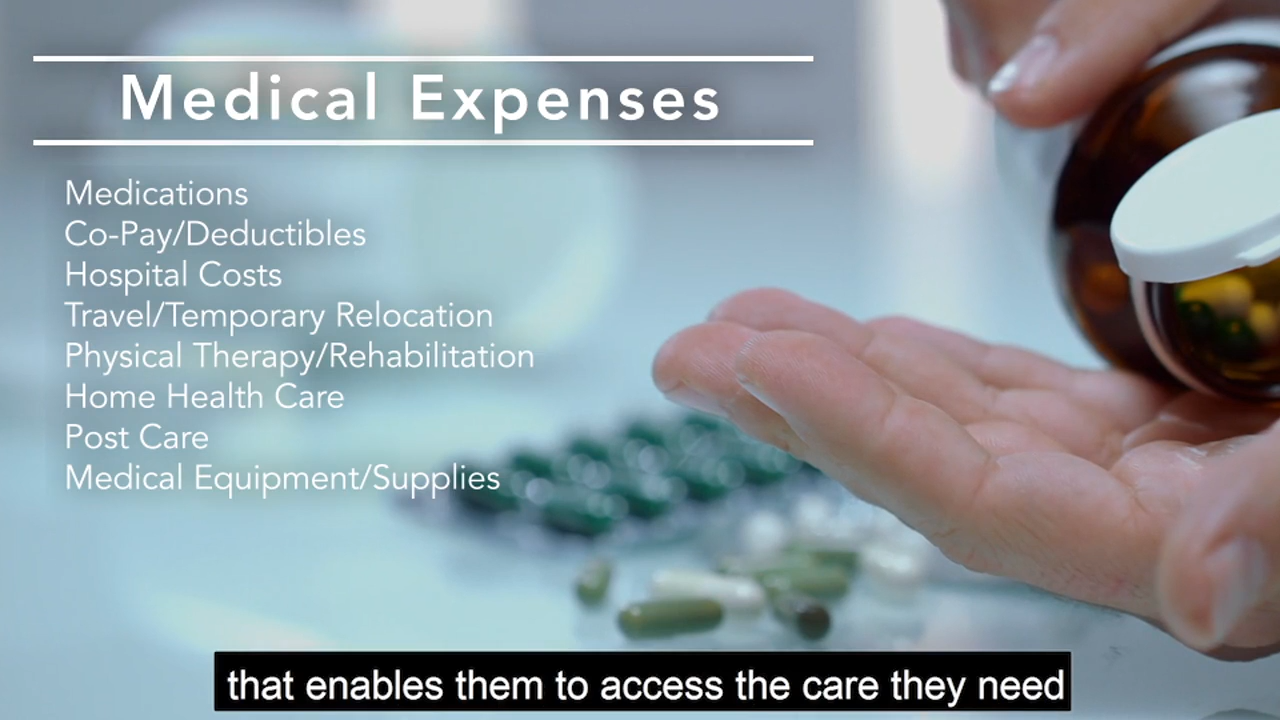 Medical Expenses
Medications
Co-Pay/Deductibles
Hospital Costs
Travel/Temporary Relocation
Physical Therapy/Rehabilitation
Home Health Care
Post Care
Medical Equipment/Supplies
that enables them to access the care they need